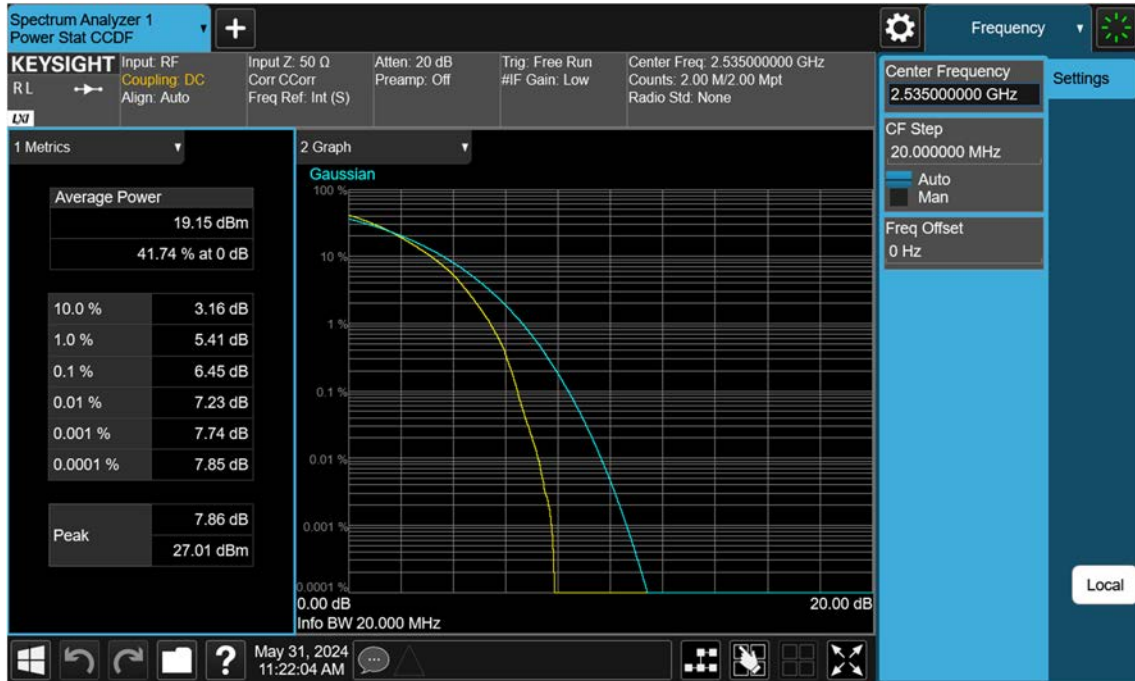 Spectrum Analyzer 1
Power Stat CCDF
+
Frequency
KEYSIGHT
RL
LXI
Input: RF
Coupling: DC
Align: Auto
Input Z: 50 Ω
Corr CCorr
Freq Ref: Int (S)
Atten: 20 dB
Preamp: Off
Trig: Free Run
#IF Gain: Low
Center Freq: 2.535000000 GHz
Counts: 2.00 M/2.00 Mpt
Radio Std: None
Center Frequency
2.535000000 GHz
Settings
CF Step
20.000000 MHz
Auto
Man
Freq Offset
0 Hz
Local
1 Metrics
Average Power
19.15 dBm
41.74 % at 0 dB
10.0 % 3.16 dB
1.0 % 5.41 dB
0.1 % 6.45 dB
0.01 % 7.23 dB
0.001 % 7.74 dB
0.0001 % 7.85 dB
Peak
7.86 dB
27.01 dBm
2 Graph
Gaussian
100 %
10 %
1 %
0.1 %
0.01 %
0.001 %
0.0001 %
0.00 dB 20.00 dB
Info BW 20.000 MHz
?
May 31, 2024
11:22:04 AM